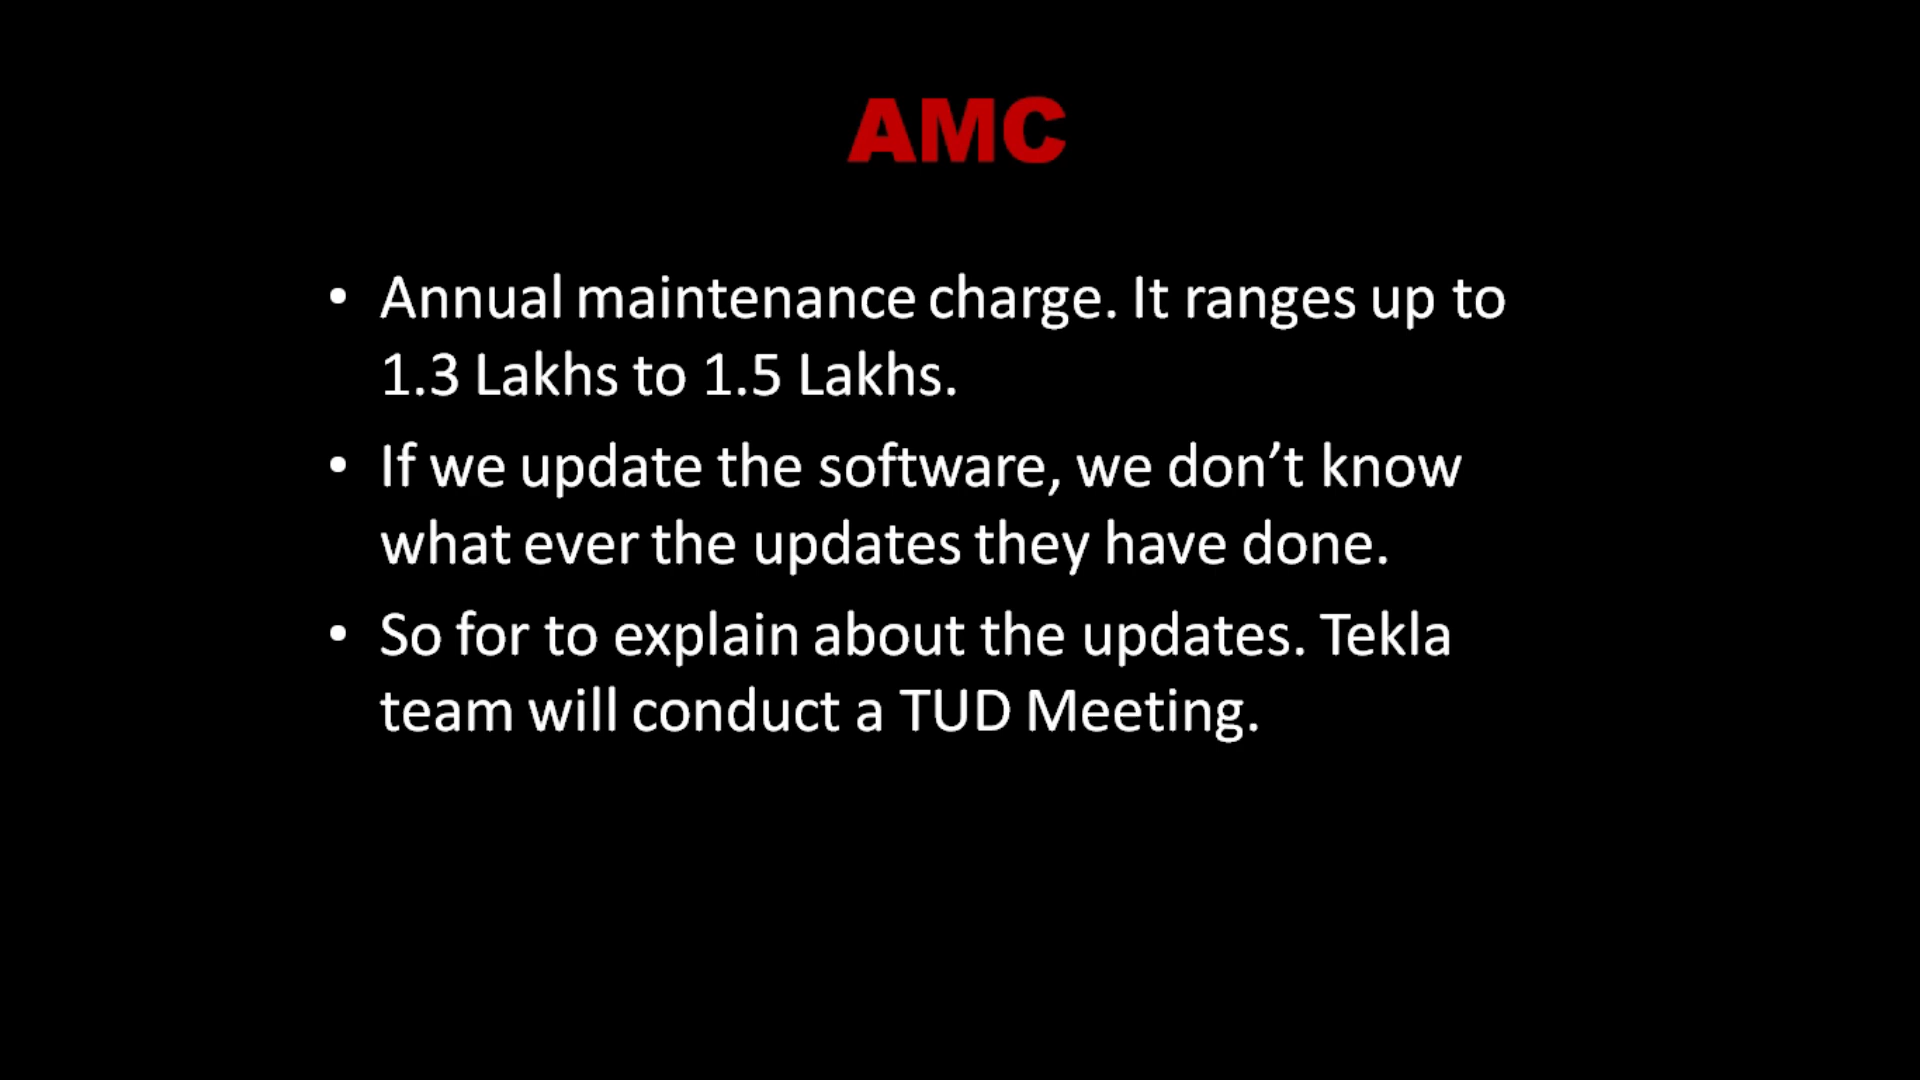 AMC
• Annual maintenance charge. It ranges up to
1.3 Lakhs to 1.5 Lakhs.
• If we update the software, we don’t know
what ever the updates they have done.
• So for to explain about the updates. Tekla
team will conduct a TUD Meeting.